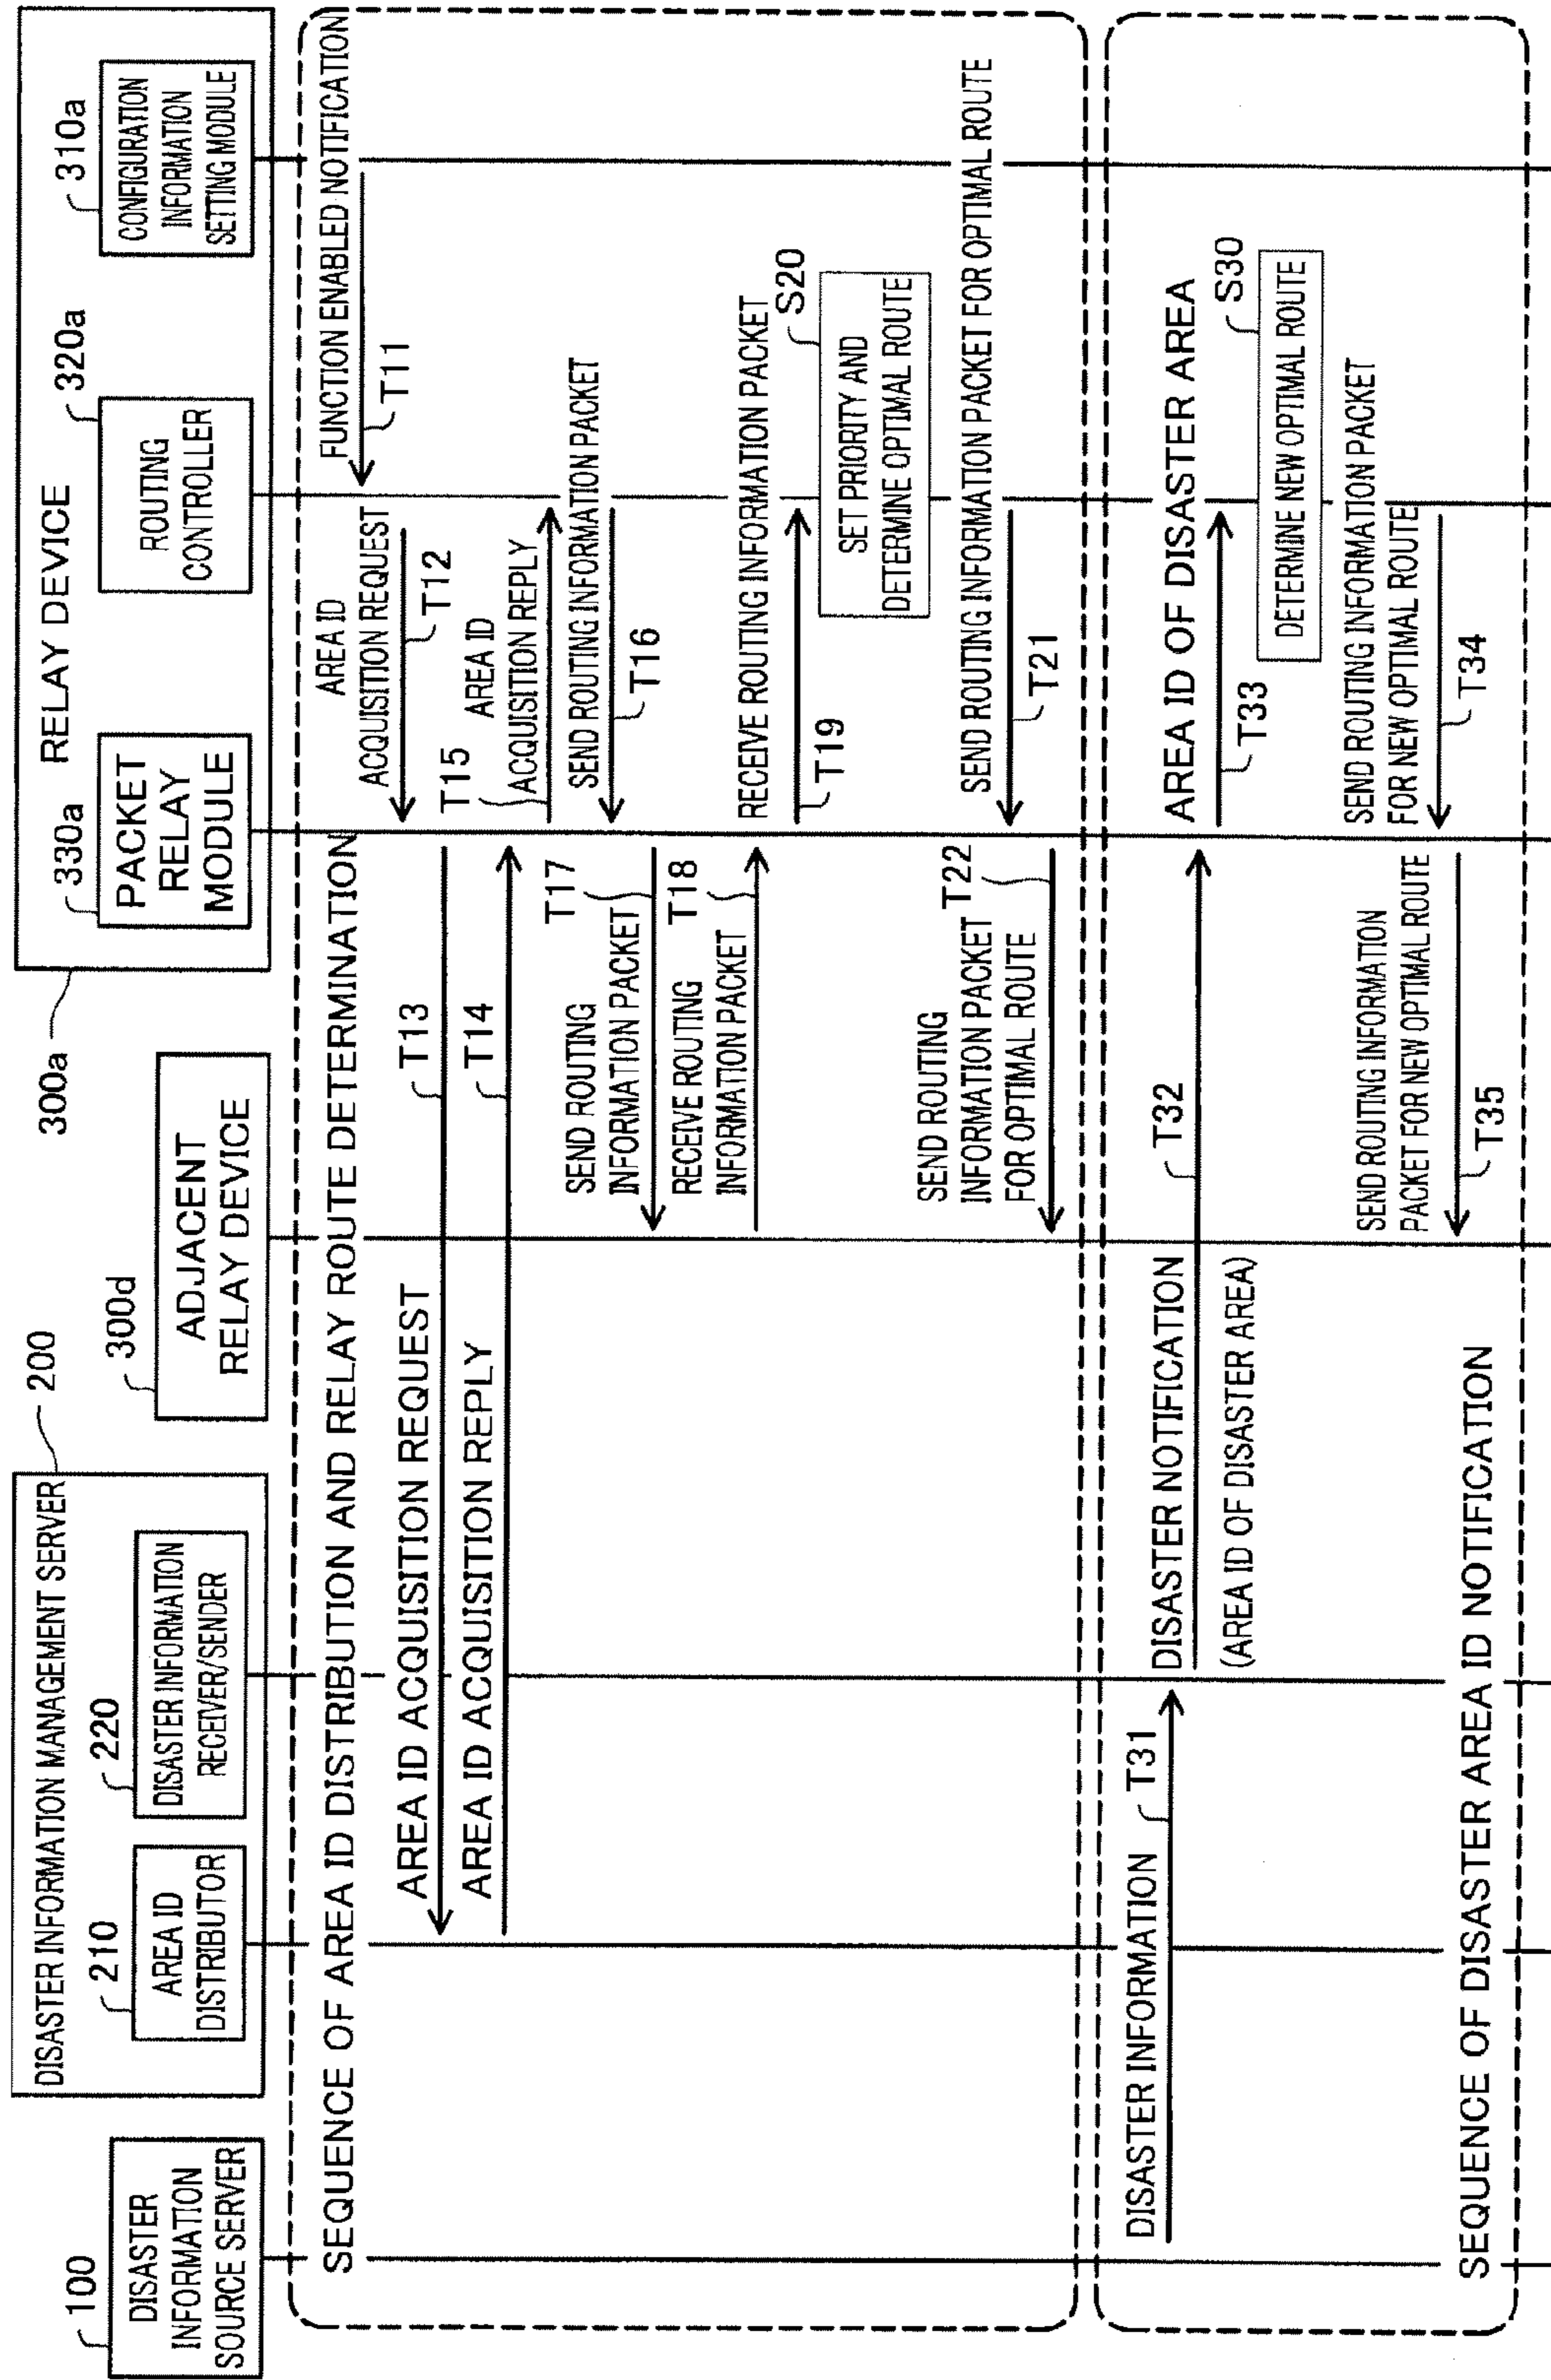 100
DISASTER
INFORMATION
SOURCE SERVER
200
DISASTER INFORMATION MANAGEMENT SERVER
210
AREA ID
DISTRIBUTOR
220
DISASTER INFORMATION
RECEIVER/SENDER
300d
ADJACENT
RELAY DEVICE
300a
RELAY DEVICE
330a
PACKET
RELAY
MODULE
320a
ROUTING
CONTROLLER
310a
CONFIGURATION
INFORMATION
SETTING MODULE
SEQUENCE OF AREA ID DISTRIBUTION AND RELAY ROUTE DETERMINATION
FUNCTION ENABLED NOTIFICATION
T11
AREA ID
ACQUISITION REQUEST
T12
AREA ID ACQUISITION REQUEST
T13
AREA ID ACQUISITION REPLY
T14
T15
AREA ID
ACQUISITION REPLY
SEND ROUTING INFORMATION PACKET
T16
SEND ROUTING
INFORMATION PACKET
T17
RECEIVE ROUTING
INFORMATION PACKET
T18
RECEIVE ROUTING INFORMATION PACKET
T19
S20
SET PRIORITY AND
DETERMINE OPTIMAL ROUTE
SEND ROUTING INFORMATION PACKET FOR OPTIMAL ROUTE
T21
SEND ROUTING
INFORMATION PACKET
FOR OPTIMAL ROUTE
T22
DISASTER INFORMATION
T31
DISASTER NOTIFICATION
(AREA ID OF DISASTER AREA)
T32
AREA ID OF DISASTER AREA
T33
S30
DETERMINE NEW OPTIMAL ROUTE
SEND ROUTING INFORMATION PACKET
FOR NEW OPTIMAL ROUTE
T34
SEND ROUTING INFORMATION
PACKET FOR NEW OPTIMAL ROUTE
T35
SEQUENCE OF DISASTER AREA ID NOTIFICATION